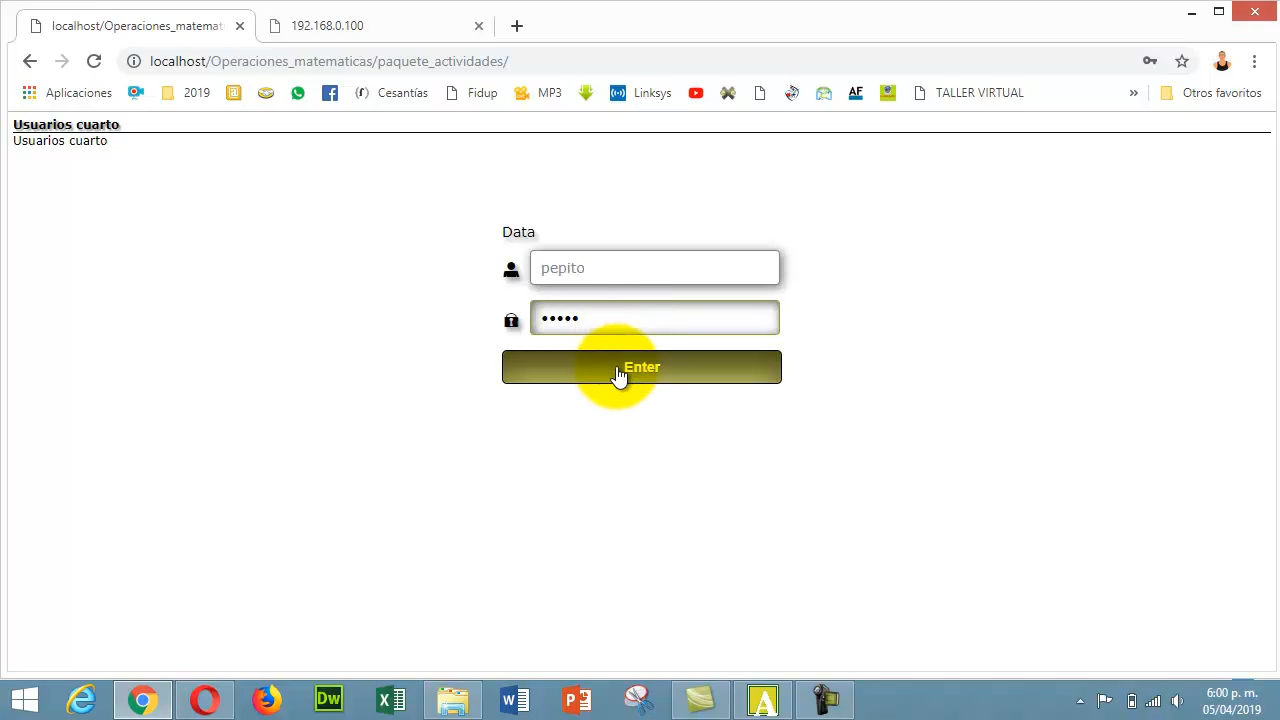 localhost/Operaciones_matemat
192.168.0.100
localhost/Operaciones_matematicas/paquete_actividades/
Aplicaciones
2019
Cesantías
Fidup
MP3
Linksys
AF
TALLER VIRTUAL
»
Otros favoritos
Usuarios cuarto
Usuarios cuarto
Data
pepito
•••••
Enter
Dw
6:00 p. m.
05/04/2019